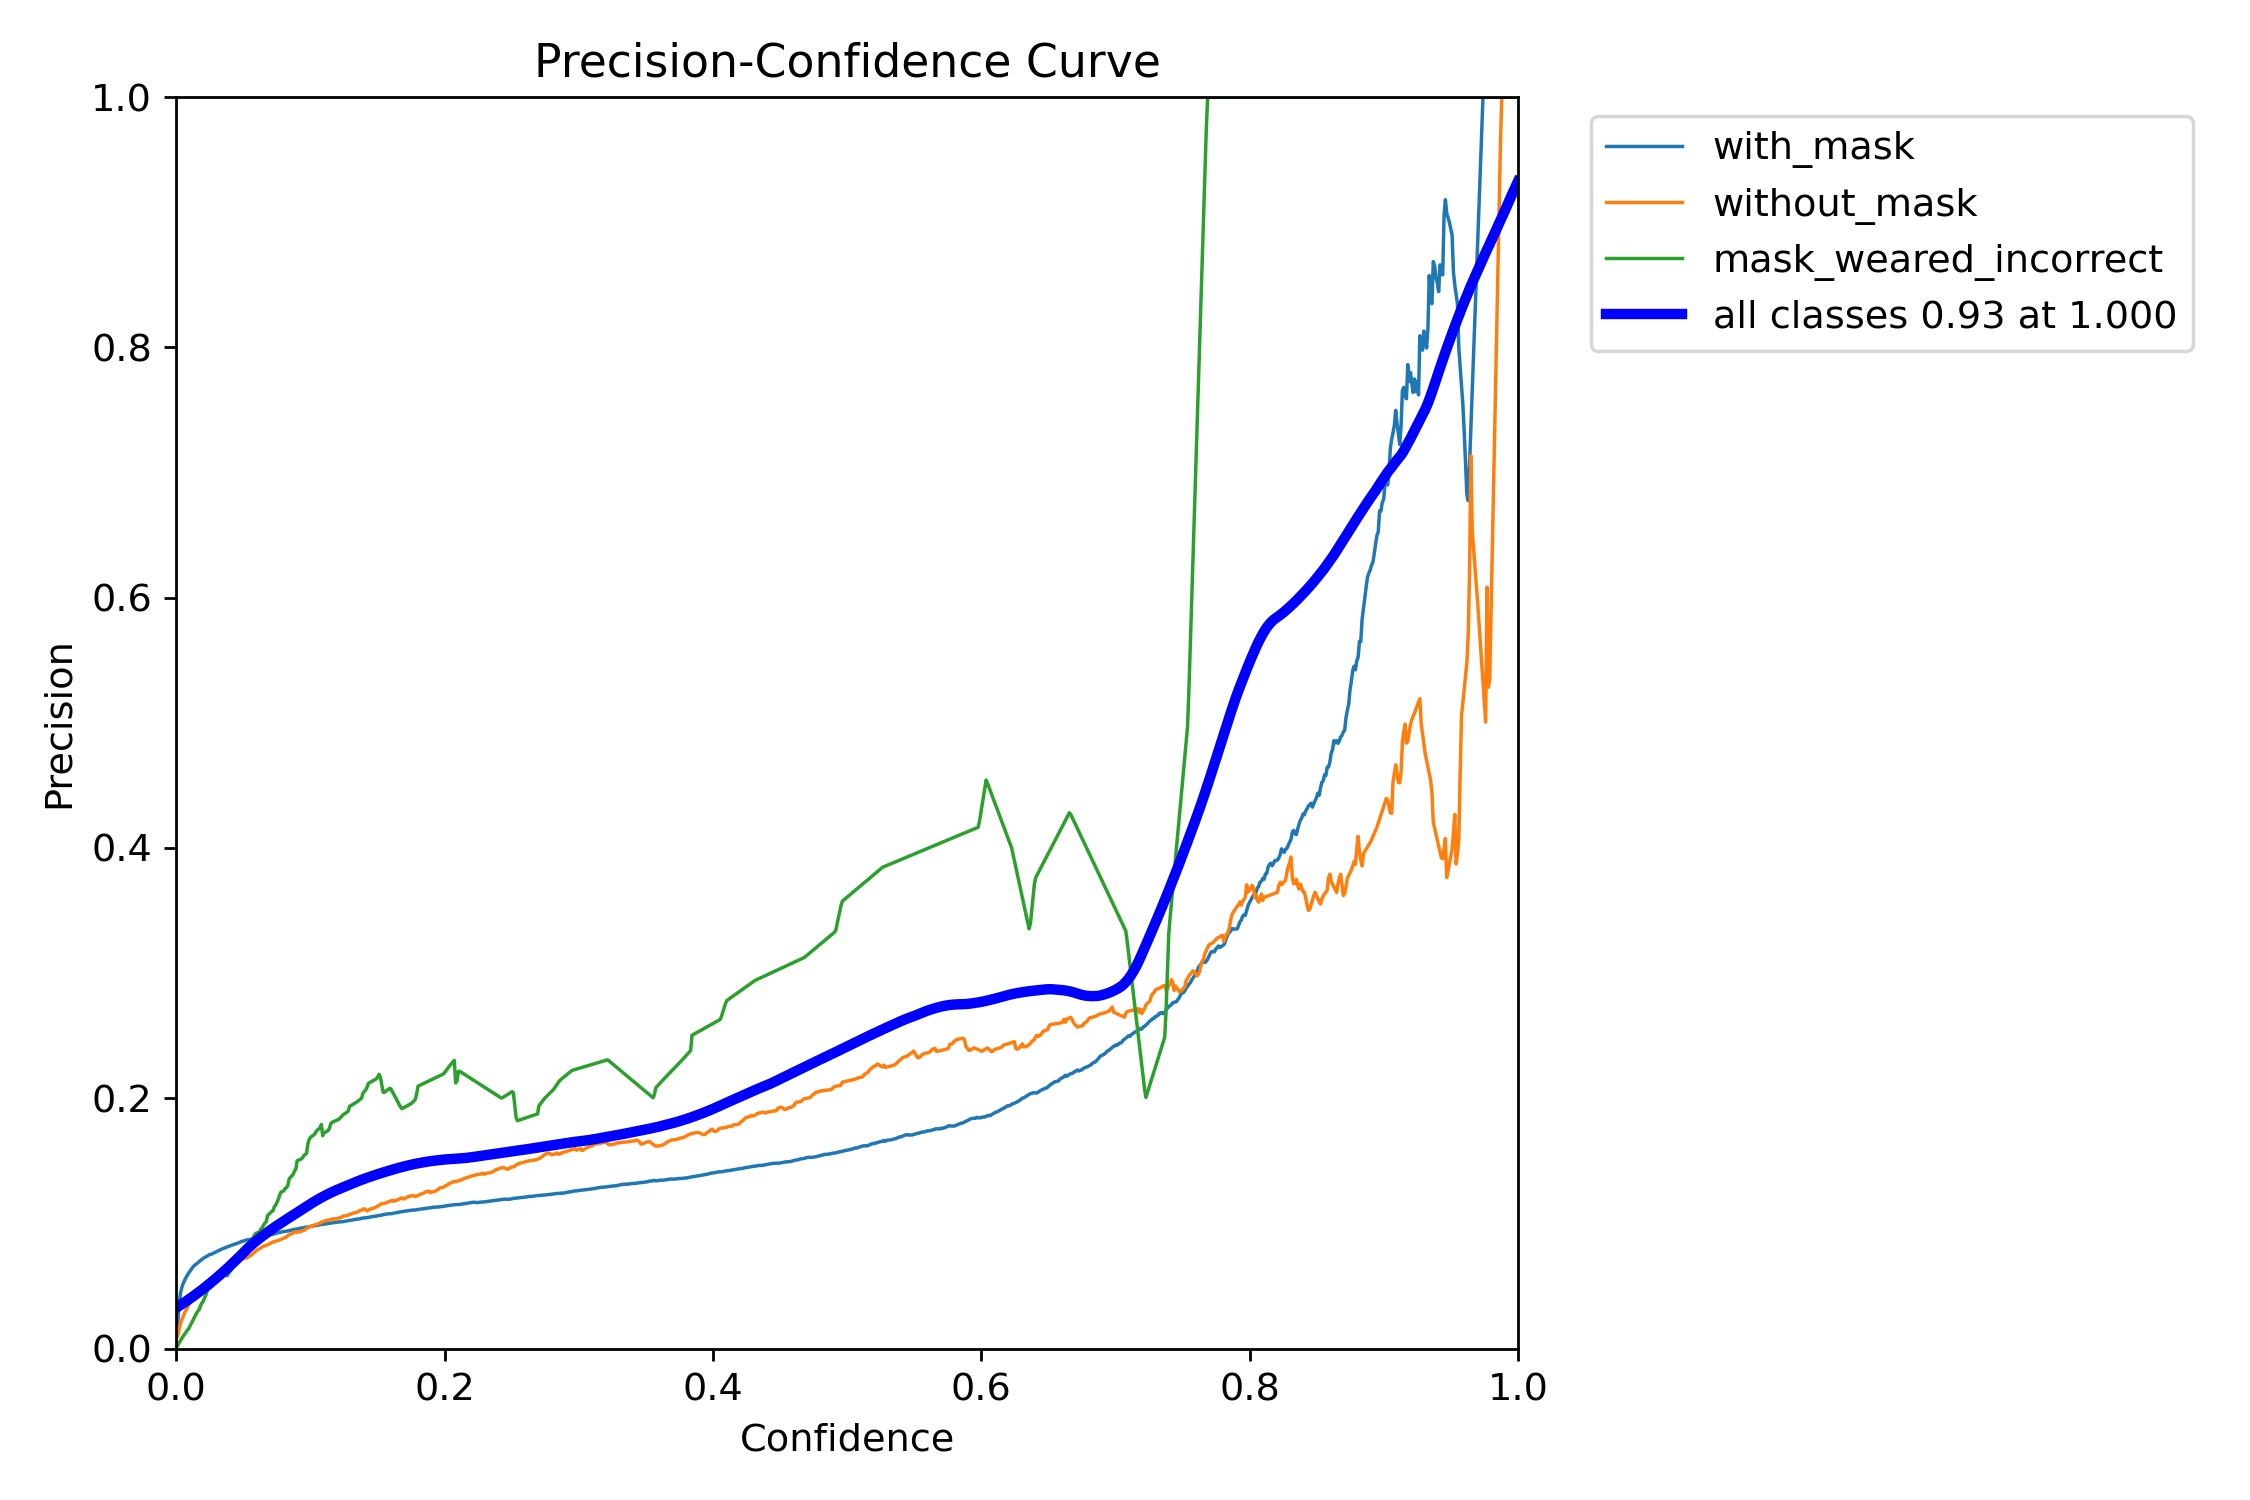 Precision-Confidence Curve
1.0
0.8
0.6
0.4
0.2
0.0
Precision
0.0 0.2 0.4 0.6 0.8 1.0
Confidence
with_mask
without_mask
mask_weared_incorrect
all classes 0.93 at 1.000